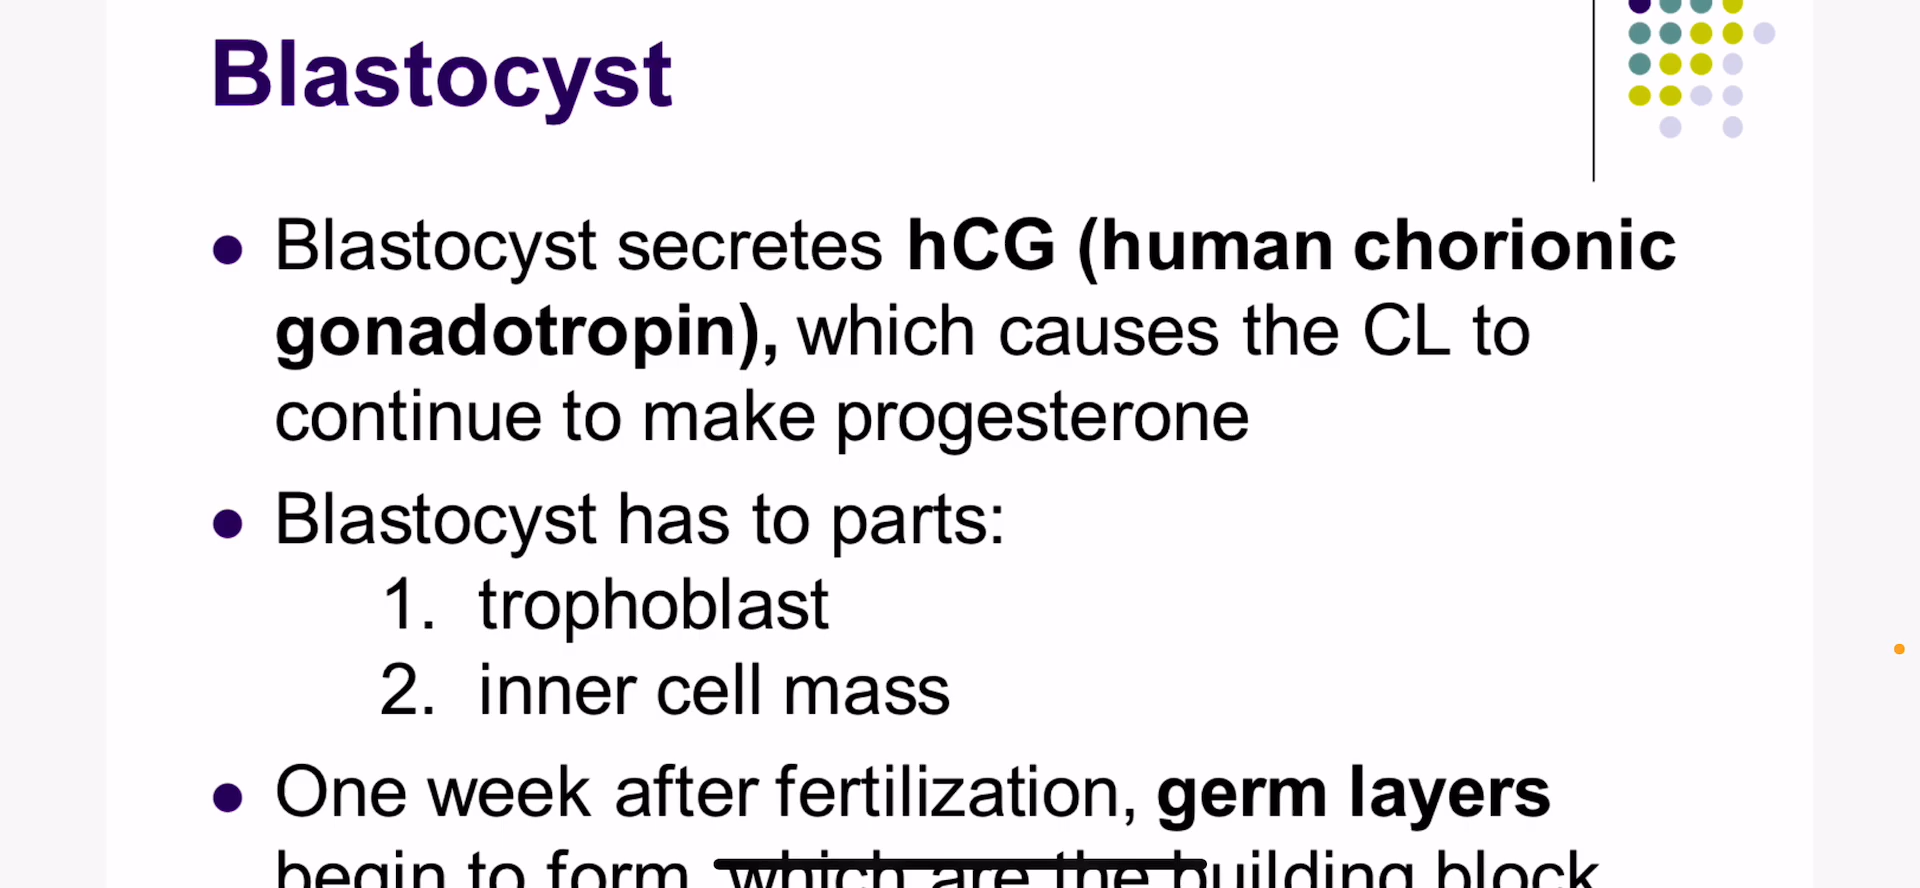 Blastocyst
● Blastocyst secretes hCG (human chorionic
gonadotropin), which causes the CL to
continue to make progesterone
● Blastocyst has to parts:
1. trophoblast
2. inner cell mass
● One week after fertilization, germ layers
begin to form, which are the building block